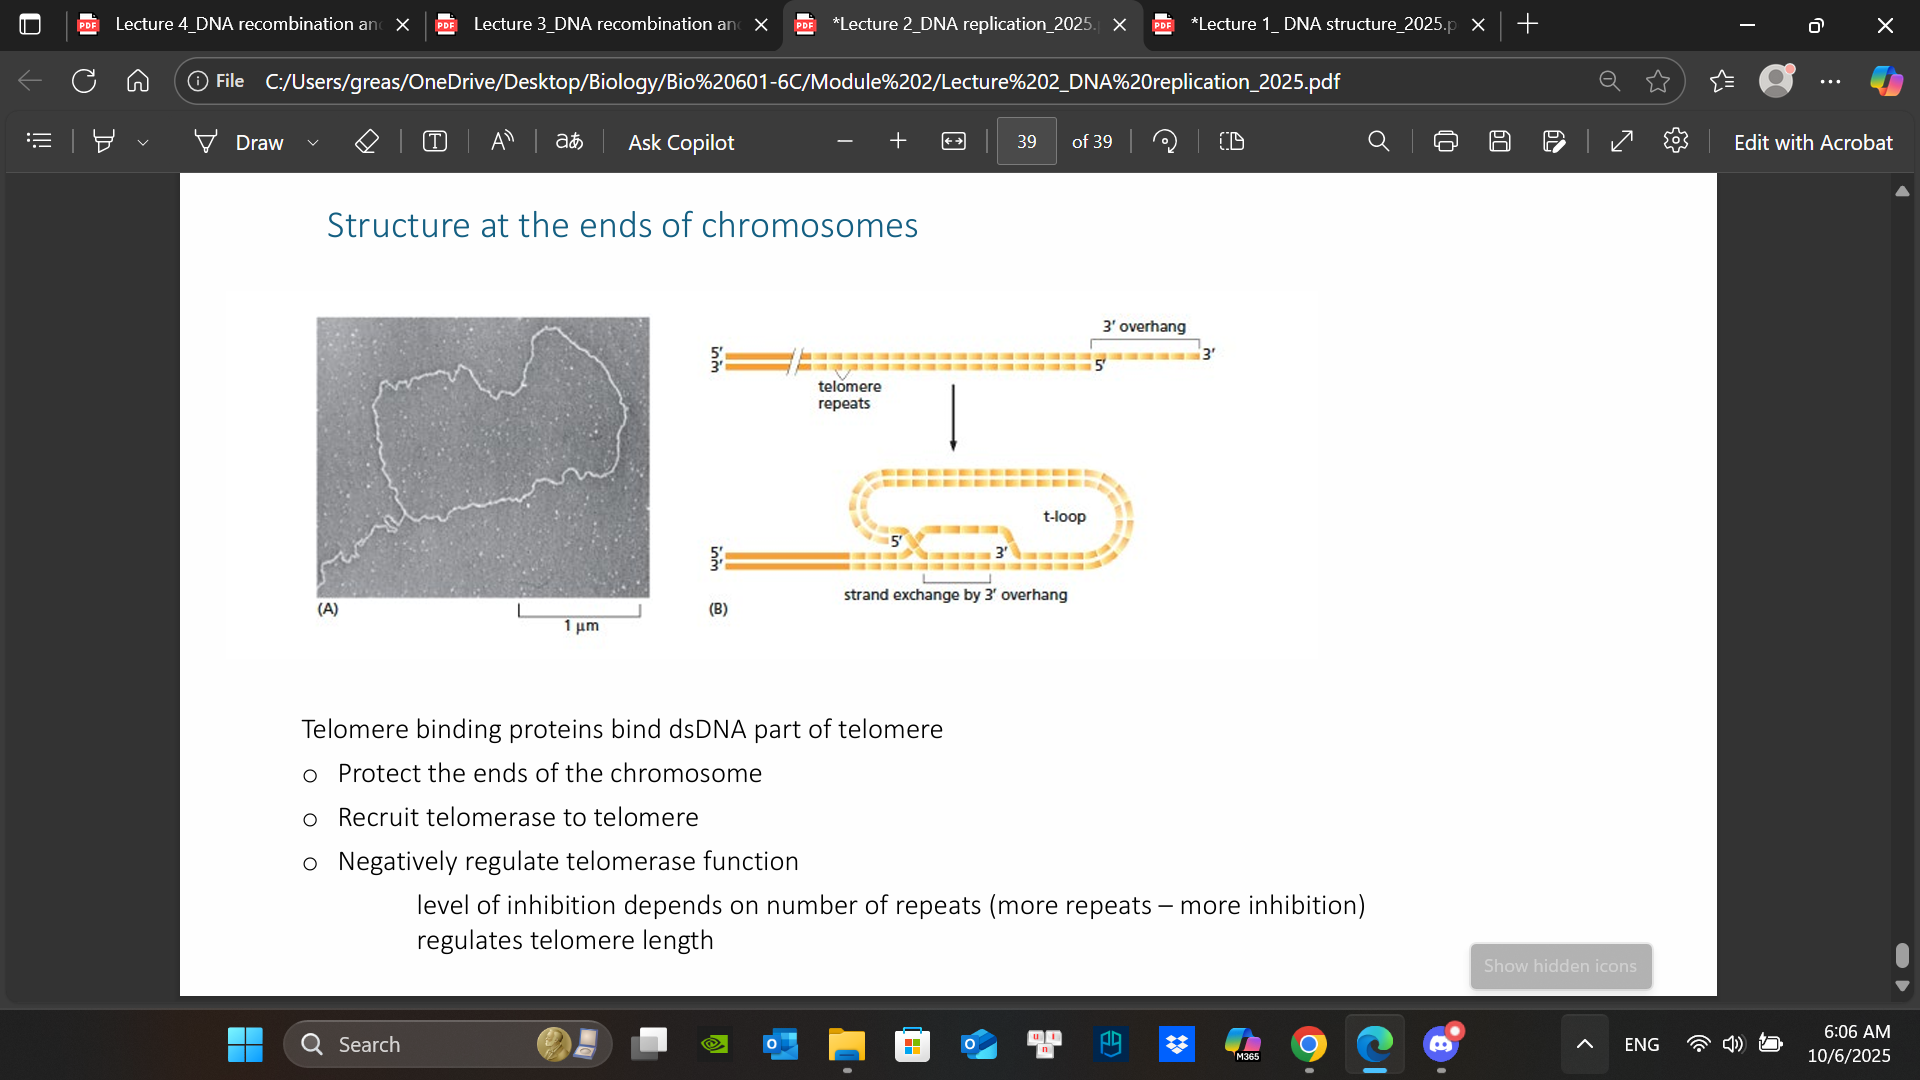 Lecture 4_DNA recombination an
Lecture 3_DNA recombination an
*Lecture 2_DNA replication_2025.
*Lecture 1_ DNA structure_2025.p
File
C:/Users/greas/OneDrive/Desktop/Biology/Bio%20601-6C/Module%202/Lecture%202_DNA%20replication_2025.pdf
Draw
Ask Copilot
39
of 39
Edit with Acrobat
Structure at the ends of chromosomes
3′ overhang
5′
3′
5′
3′
telomere
repeats
t-loop
5′
3′
5′
3′
strand exchange by 3′ overhang
(A)
1 µm
(B)
Telomere binding proteins bind dsDNA part of telomere
o Protect the ends of the chromosome
o Recruit telomerase to telomere
o Negatively regulate telomerase function
level of inhibition depends on number of repeats (more repeats – more inhibition)
regulates telomere length
Show hidden icons
Search
M365
ENG
6:06 AM
10/6/2025